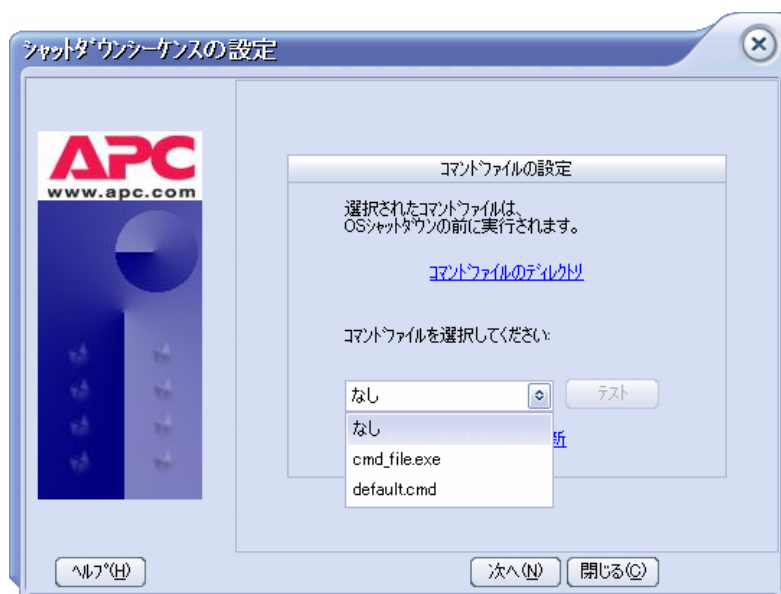 シャットダウンシーケンスの設定
APC
www.apc.com
コマンドファイルの設定
選択されたコマンドファイルは、
OSシャットダウンの前に実行されます。
コマンドファイルのディレクトリ
コマンドファイルを選択してください:
なし
テスト
なし
新
cmd_file.exe
default.cmd
ヘルプ(H)
次へ(N)
閉じる(C)